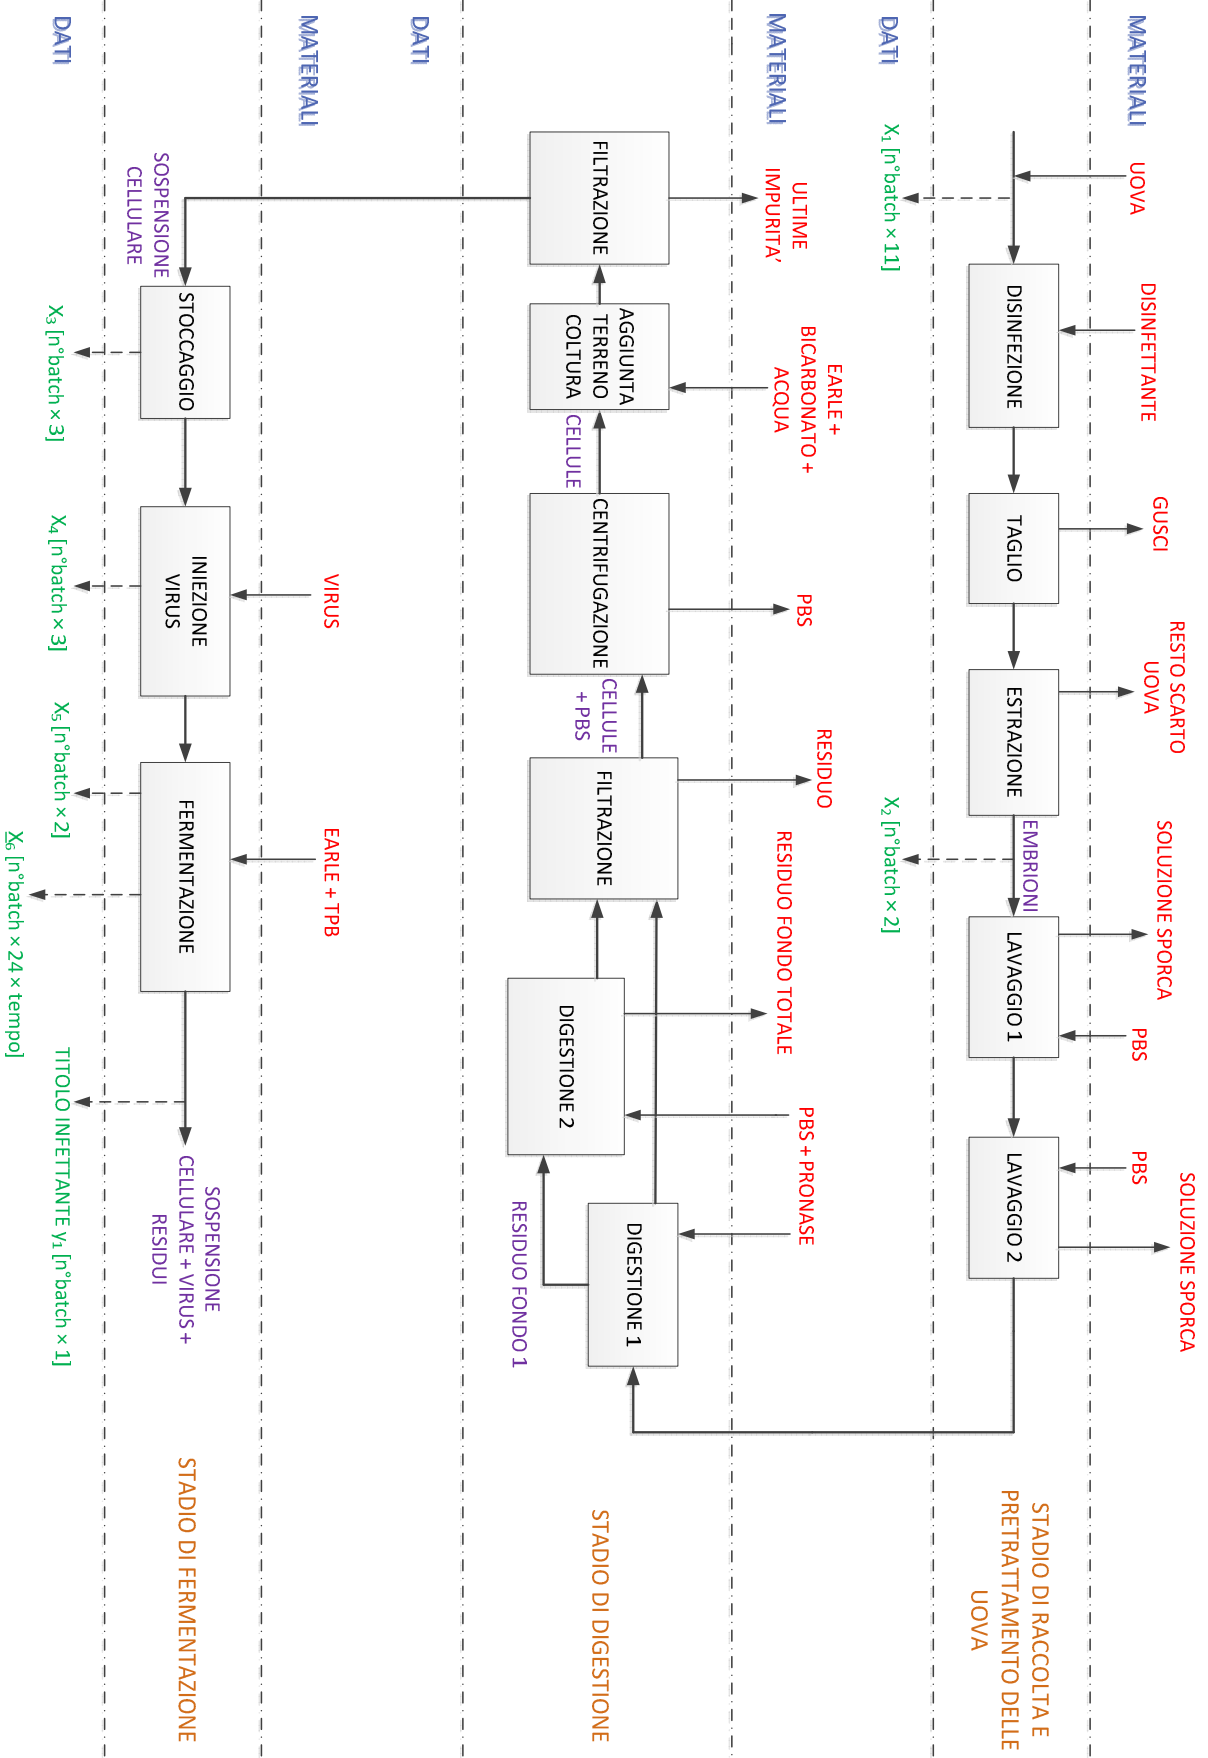 MATERIALI
UOVA
DISINFETTANTE
GUSCI
RESTO SCARTO
UOVA
SOLUZIONE SPORCA
PBS
PBS
SOLUZIONE SPORCA
DISINFEZIONE
TAGLIO
ESTRAZIONE
EMBRIONI
LAVAGGIO 1
LAVAGGIO 2
STADIO DI RACCOLTA E
PRETRATTAMENTO DELLE
UOVA
DATI
X₁ [n°batch × 11]
X₂ [n°batch × 2]
MATERIALI
ULTIME
IMPURITA’
EARLE +
BICARBONATO +
ACQUA
PBS
RESIDUO
RESIDUO FONDO TOTALE
PBS + PRONASE
FILTRAZIONE
AGGIUNTA
TERRENO
COLTURA
CELLULE
CENTRIFUGAZIONE
CELLULE
+ PBS
FILTRAZIONE
DIGESTIONE 2
DIGESTIONE 1
RESIDUO FONDO 1
STADIO DI DIGESTIONE
DATI
MATERIALI
VIRUS
EARLE + TPB
SOSPENSIONE
CELLULARE
STOCCAGGIO
INIEZIONE
VIRUS
FERMENTAZIONE
SOSPENSIONE
CELLULARE + VIRUS +
RESIDUI
STADIO DI FERMENTAZIONE
DATI
X₃ [n°batch × 3]
X₄ [n°batch × 3]
X₅ [n°batch × 2]
X₆ [n°batch × 24 × tempo]
TITOLO INFETTANTE y₁ [n°batch × 1]